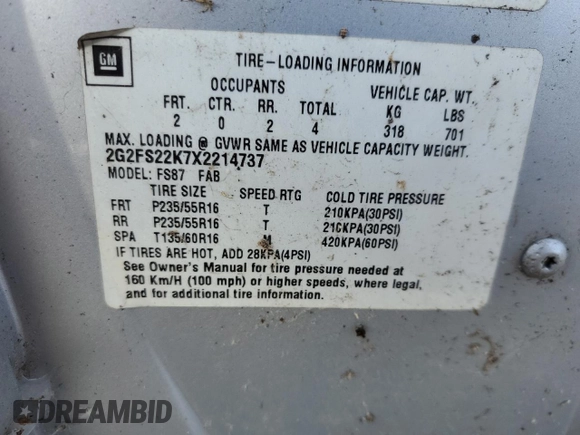 GM
TIRE-LOADING INFORMATION
OCCUPANTS VEHICLE CAP. WT.
FRT. CTR. RR. TOTAL KG LBS
2 0 2 4 318 701
MAX. LOADING @ GVWR SAME AS VEHICLE CAPACITY WEIGHT.
2G2FS22K7X2214737
MODEL: FS87 FAB
TIRE SIZE SPEED RTG COLD TIRE PRESSURE
FRT P235/55R16 T 210KPA(30PSI)
RR P235/55R16 T 210KPA(30PSI)
SPA T135/60R16 M 420KPA(60PSI)
IF TIRES ARE HOT, ADD 28KPA(4PSI)
See Owner's Manual for tire pressure needed at
160 Km/H (100 mph) or higher speeds, where legal,
and for additional tire information.
DREAMBID